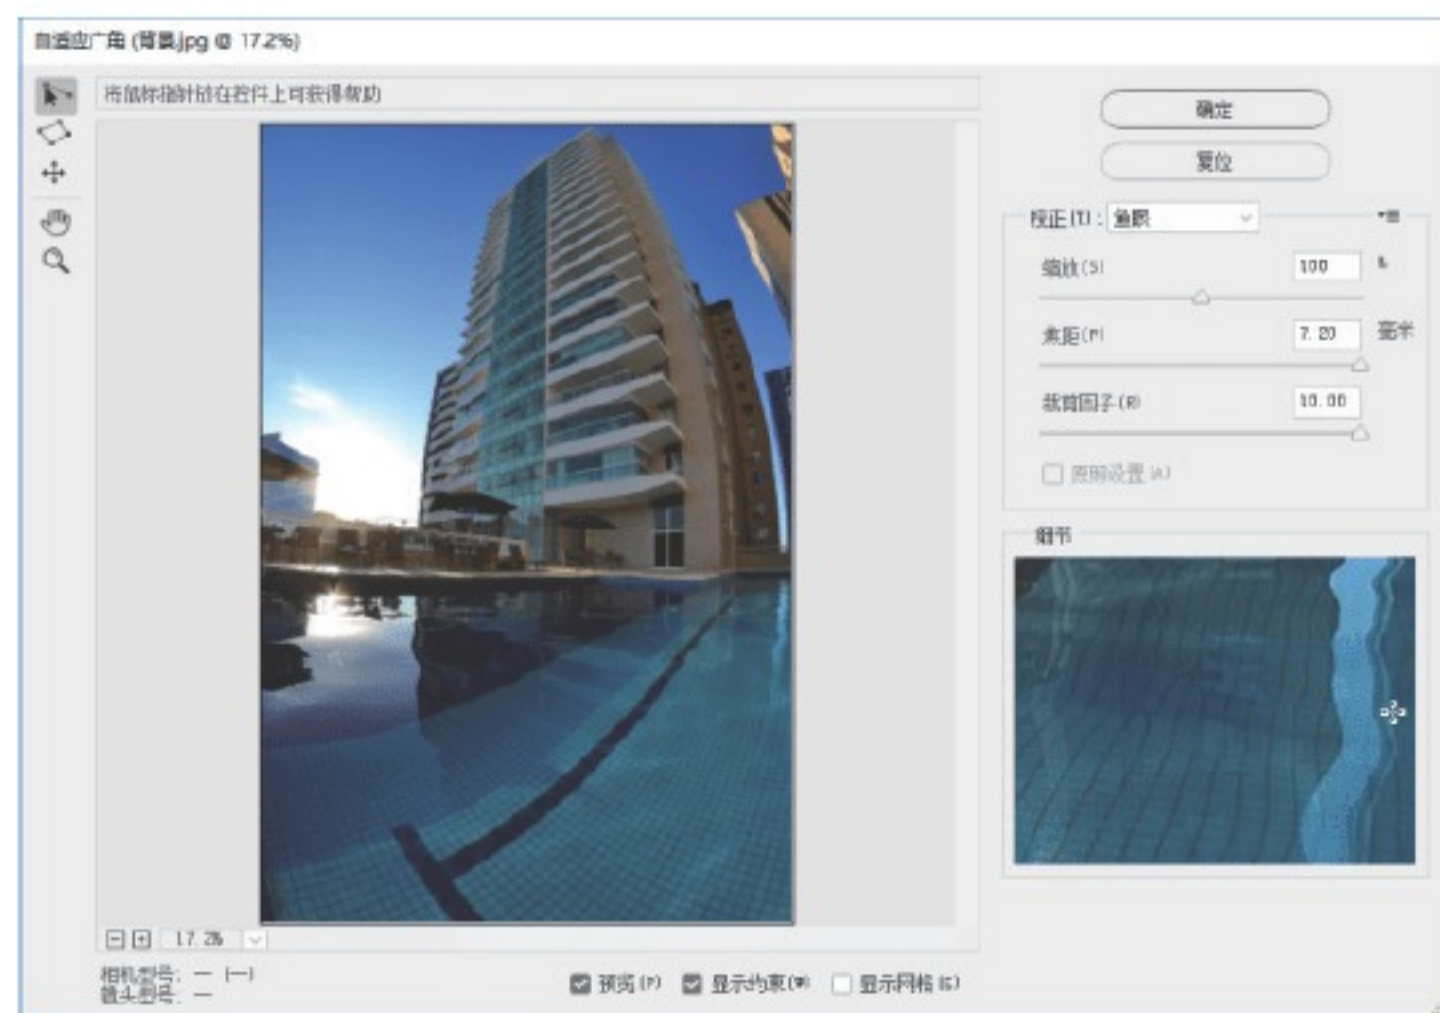 自适应广角 (背景.jpg @ 17.2%)
将鼠标指针放在控件上可获得帮助
确定
复位
校正(T)：鱼眼
缩放(S) 100 %
焦距(F) 7.20 毫米
裁剪因子(R) 10.00
原照设置(A)
细节
17.2%
相机型号: — (—)
镜头型号: —
预览(P) 显示约束(W) 显示网格(G)